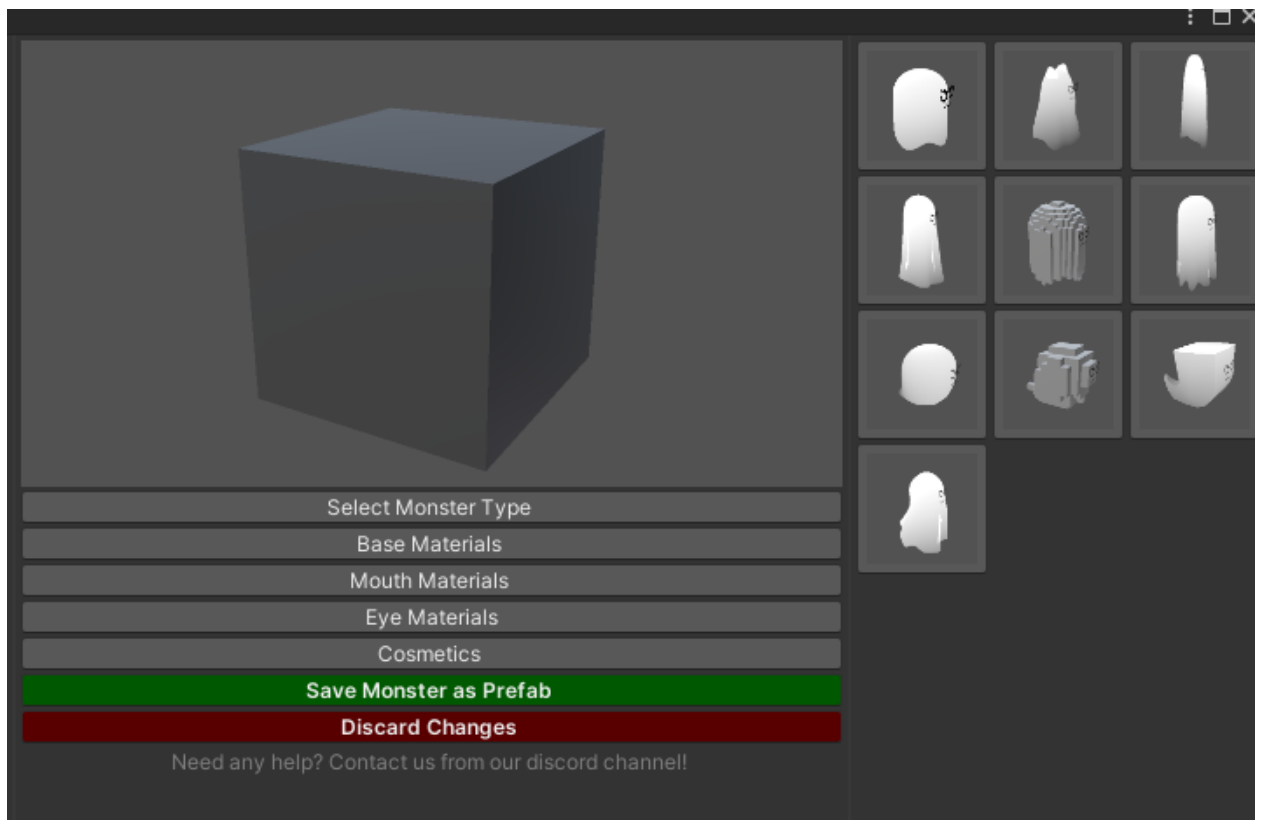 Select Monster Type
Base Materials
Mouth Materials
Eye Materials
Cosmetics
Save Monster as Prefab
Discard Changes
Need any help? Contact us from our discord channel!